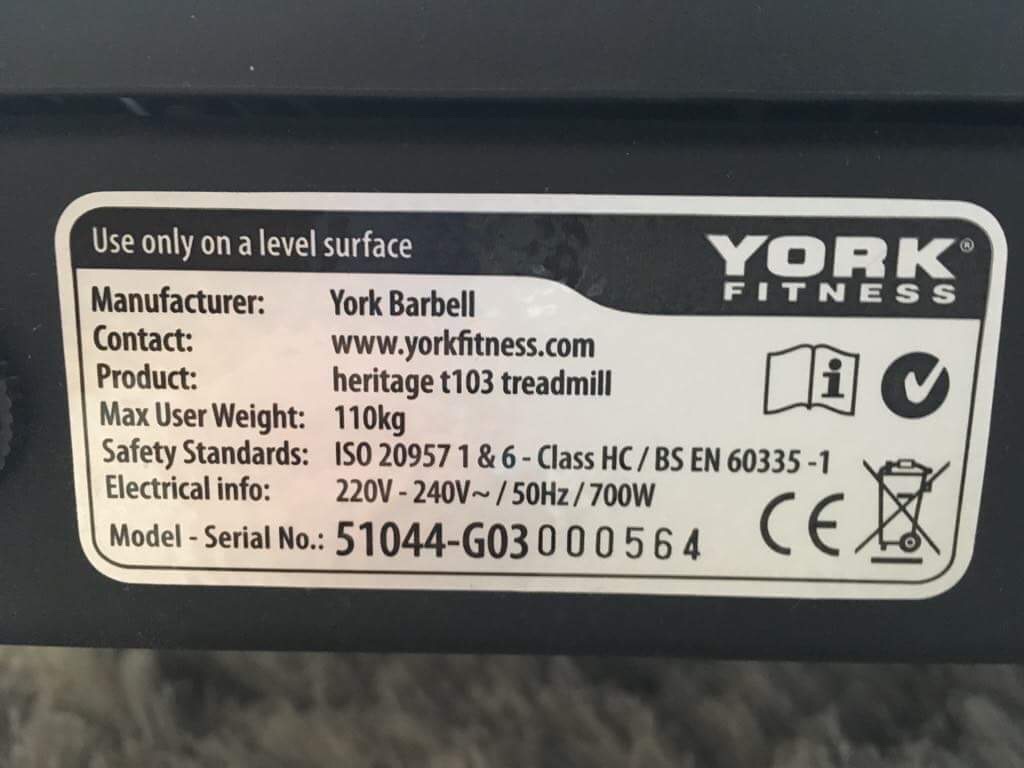 Use only on a level surface
YORK®
FITNESS
Manufacturer: York Barbell
Contact: www.yorkfitness.com
Product: heritage t103 treadmill
Max User Weight: 110kg
Safety Standards: ISO 20957 1 & 6 - Class HC / BS EN 60335 -1
Electrical info: 220V - 240V~ / 50Hz / 700W
Model - Serial No.: 51044-G03000564
i
CE